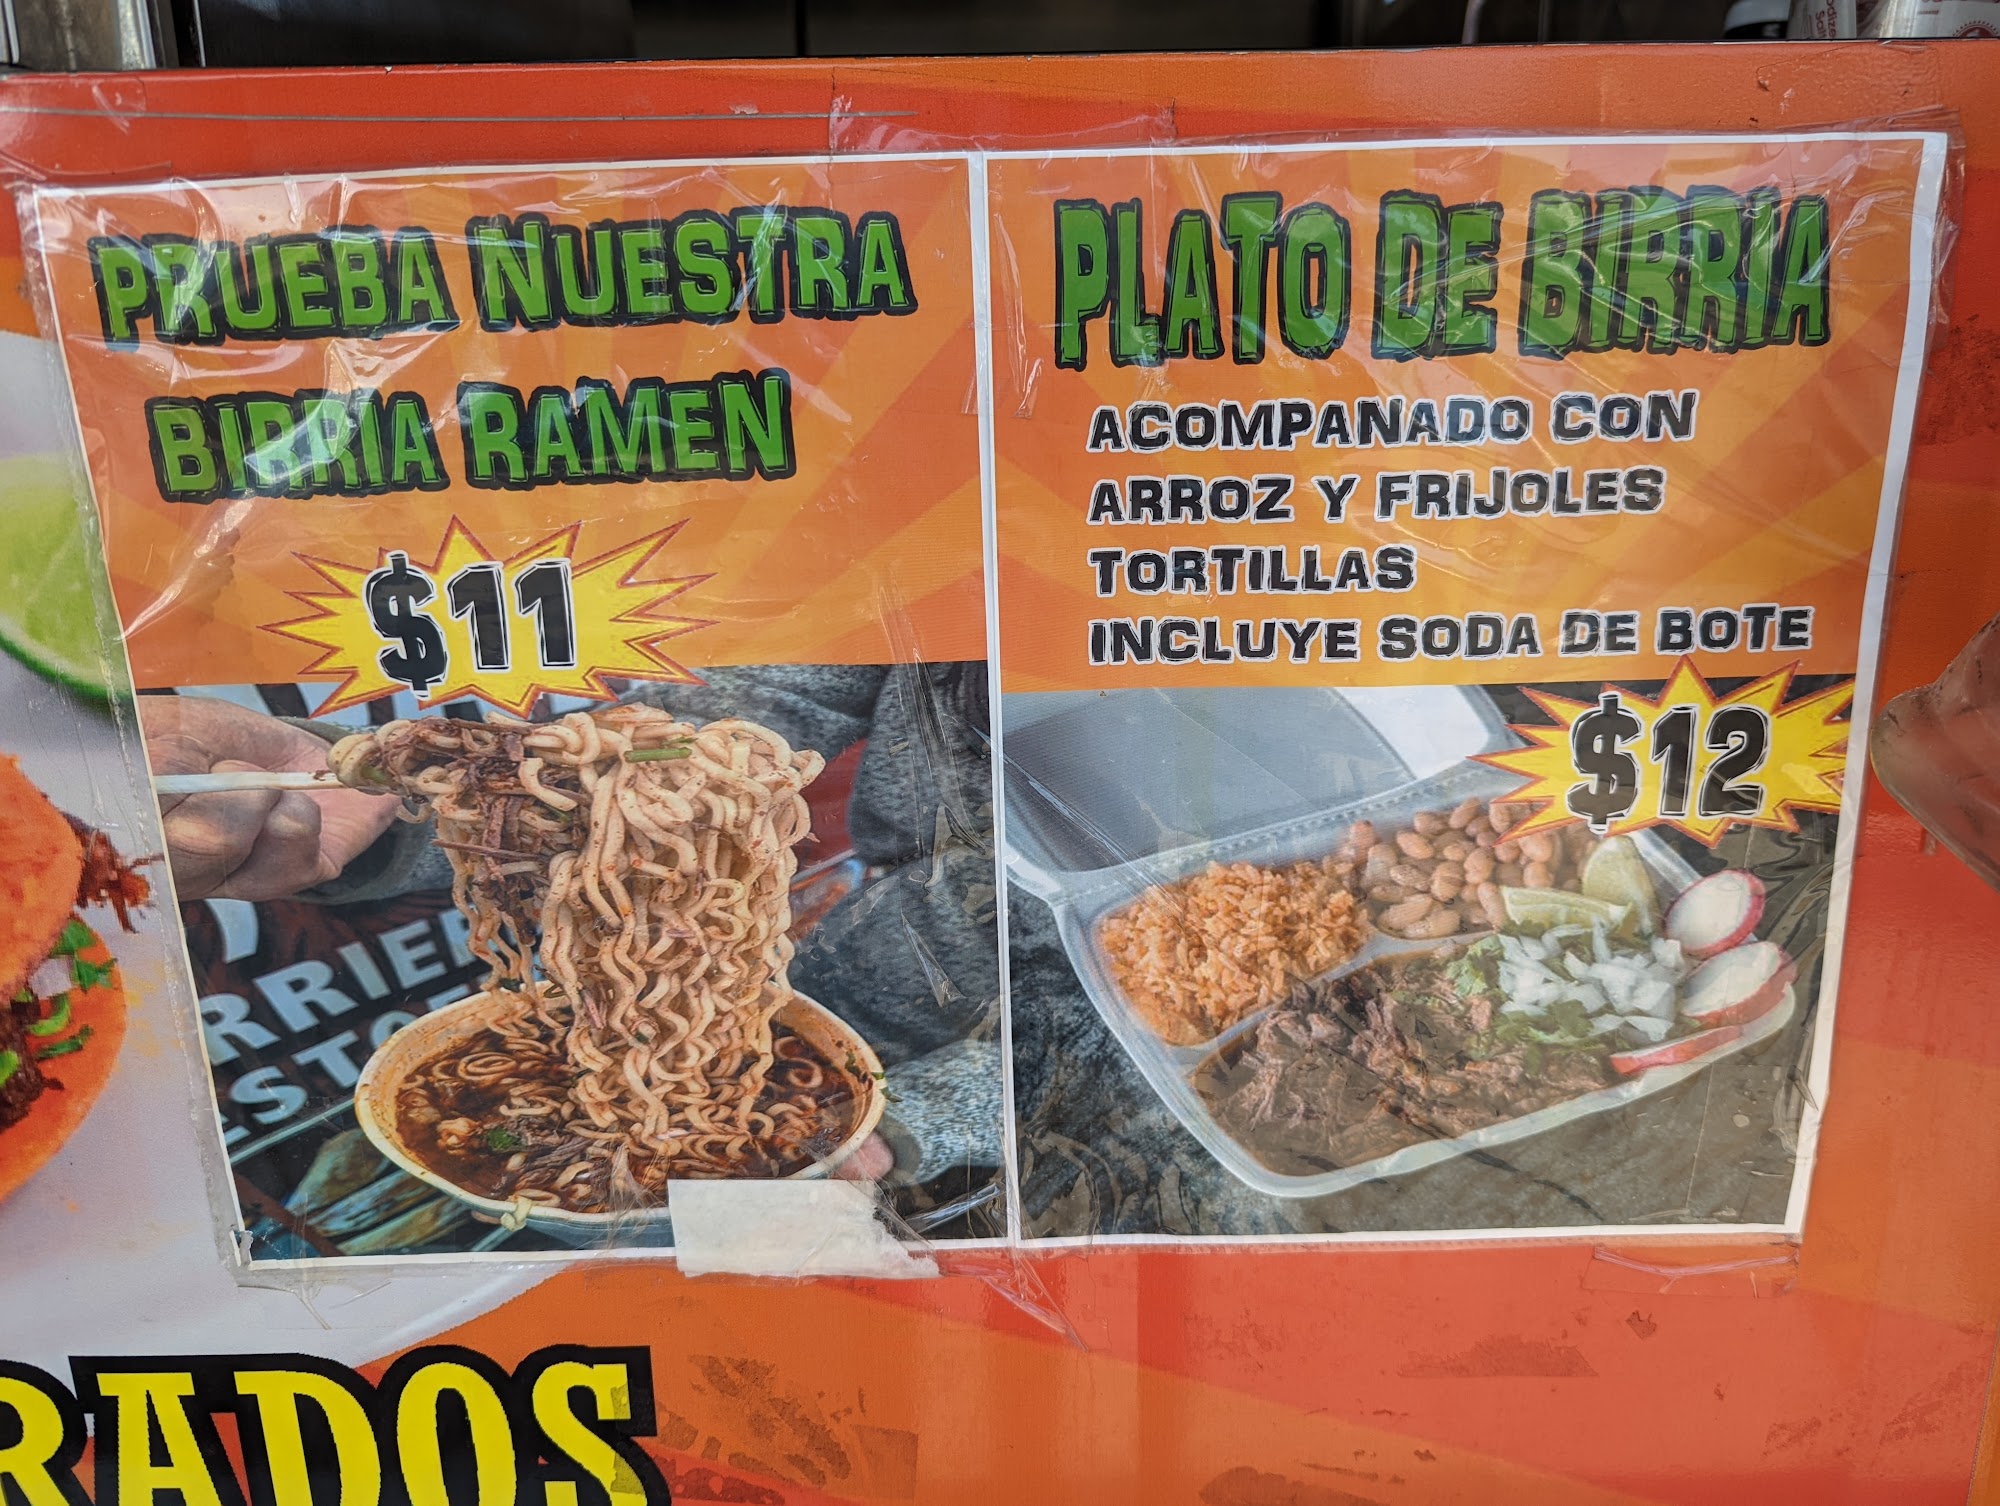 PRUEBA NUESTRA
BIRRIA RAMEN
$11
PLATO DE BIRRIA
ACOMPANADO CON
ARROZ Y FRIJOLES
TORTILLAS
INCLUYE SODA DE BOTE
$12
RADOS